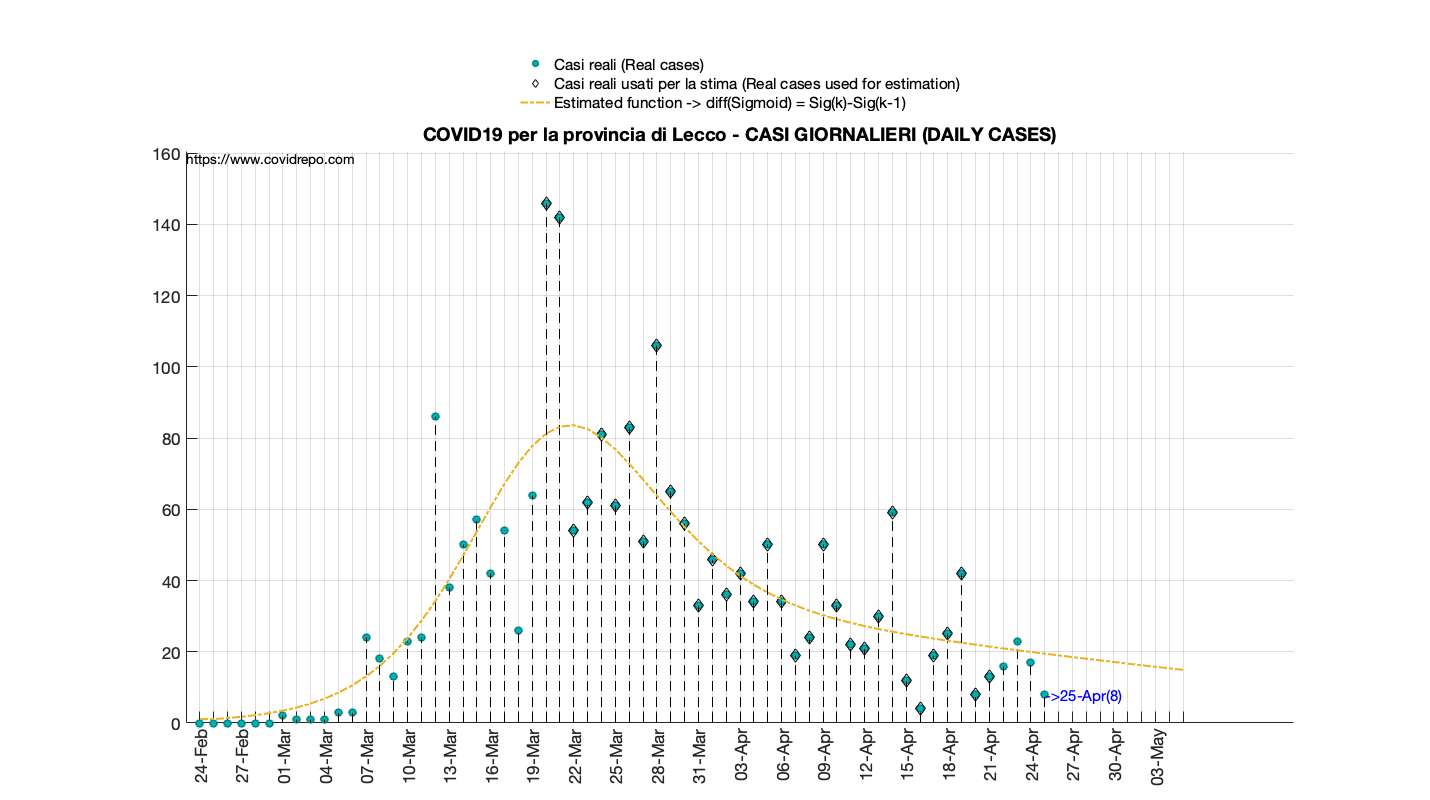 Casi reali (Real cases)
Casi reali usati per la stima (Real cases used for estimation)
Estimated function -> diff(Sigmoid) = Sig(k)-Sig(k-1)
COVID19 per la provincia di Lecco - CASI GIORNALIERI (DAILY CASES)
https://www.covidrepo.com
160
140
120
100
80
60
40
20
0
->25-Apr(8)
24-Feb
27-Feb
01-Mar
04-Mar
07-Mar
10-Mar
13-Mar
16-Mar
19-Mar
22-Mar
25-Mar
28-Mar
31-Mar
03-Apr
06-Apr
09-Apr
12-Apr
15-Apr
18-Apr
21-Apr
24-Apr
27-Apr
30-Apr
03-May